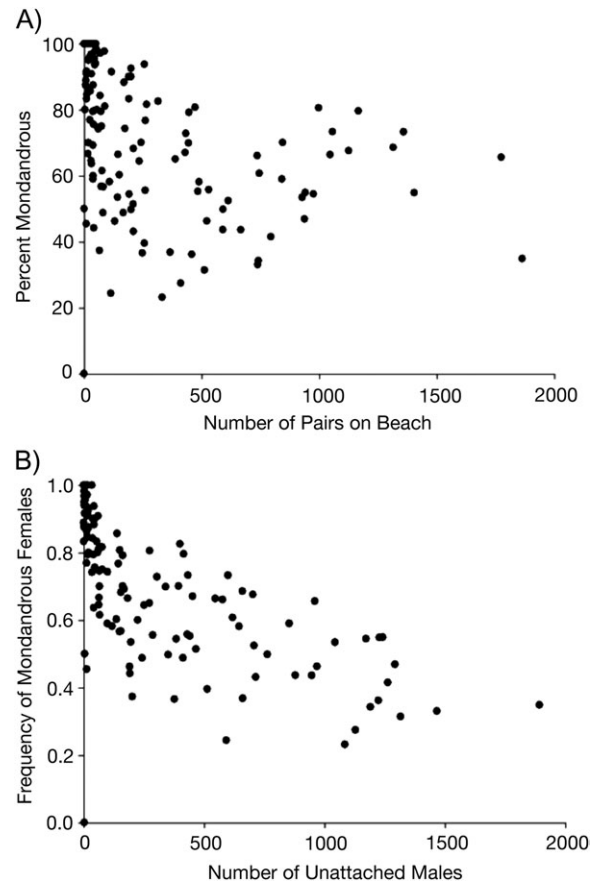 A)
100
80
60
40
20
0
Percent Mondandrous
0 500 1000 1500 2000
Number of Pairs on Beach
B)
1.0
0.8
0.6
0.4
0.2
0.0
Frequency of Mondandrous Females
0 500 1000 1500 2000
Number of Unattached Males